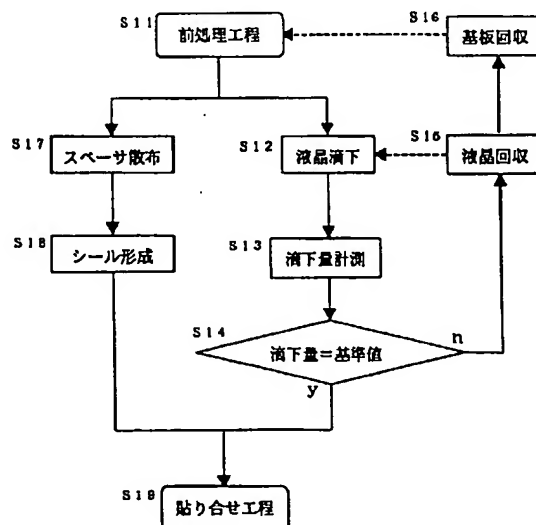 S11
前処理工程
S16
基板回収
S17
スペーサ散布
S12
液晶滴下
S15
液晶回収
S18
シール形成
S13
滴下量計測
S14
滴下量=基準値
n
y
S19
貼り合せ工程